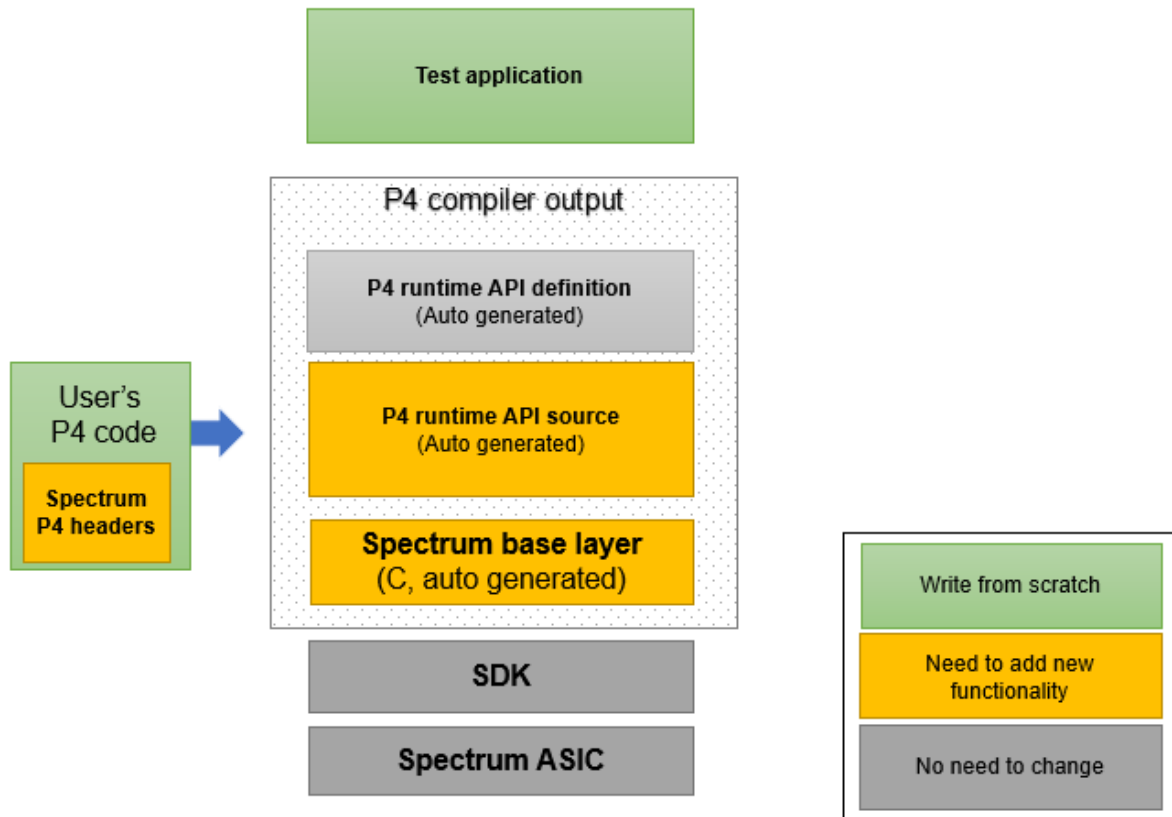 Test application
P4 compiler output
P4 runtime API definition
(Auto generated)
P4 runtime API source
(Auto generated)
User's
P4 code
Spectrum
P4 headers
Spectrum base layer
(C, auto generated)
SDK
Spectrum ASIC
Write from scratch
Need to add new
functionality
No need to change